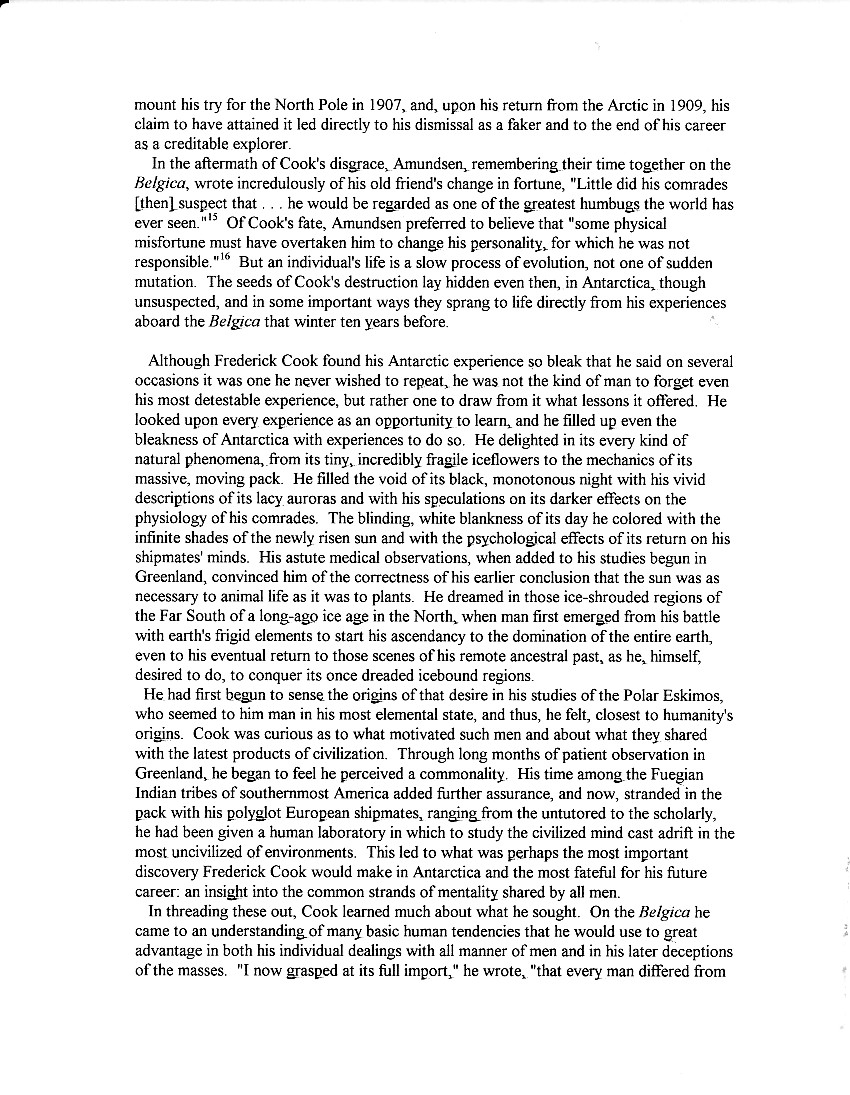 mount his try for the North Pole in 1907, and, upon his return from the Arctic in 1909, his
claim to have attained it led directly to his dismissal as a faker and to the end of his career
as a creditable explorer.
In the aftermath of Cook's disgrace, Amundsen, remembering their time together on the
Belgica, wrote incredulously of his old friend's change in fortune, "Little did his comrades
[then] suspect that . . . he would be regarded as one of the greatest humbugs the world has
ever seen."15 Of Cook's fate, Amundsen preferred to believe that "some physical
misfortune must have overtaken him to change his personality, for which he was not
responsible."16 But an individual's life is a slow process of evolution, not one of sudden
mutation. The seeds of Cook's destruction lay hidden even then, in Antarctica, though
unsuspected, and in some important ways they sprang to life directly from his experiences
aboard the Belgica that winter ten years before.
Although Frederick Cook found his Antarctic experience so bleak that he said on several
occasions it was one he never wished to repeat, he was not the kind of man to forget even
his most detestable experience, but rather one to draw from it what lessons it offered. He
looked upon every experience as an opportunity to learn, and he filled up even the
bleakness of Antarctica with experiences to do so. He delighted in its every kind of
natural phenomena, from its tiny, incredibly fragile iceflowers to the mechanics of its
massive, moving pack. He filled the void of its black, monotonous night with his vivid
descriptions of its lacy auroras and with his speculations on its darker effects on the
physiology of his comrades. The blinding, white blankness of its day he colored with the
infinite shades of the newly risen sun and with the psychological effects of its return on his
shipmates' minds. His astute medical observations, when added to his studies begun in
Greenland, convinced him of the correctness of his earlier conclusion that the sun was as
necessary to animal life as it was to plants. He dreamed in those ice-shrouded regions of
the Far South of a long-ago ice age in the North, when man first emerged from his battle
with earth's frigid elements to start his ascendancy to the domination of the entire earth,
even to his eventual return to those scenes of his remote ancestral past, as he, himself,
desired to do, to conquer its once dreaded icebound regions.
He had first begun to sense the origins of that desire in his studies of the Polar Eskimos,
who seemed to him man in his most elemental state, and thus, he felt, closest to humanity's
origins. Cook was curious as to what motivated such men and about what they shared
with the latest products of civilization. Through long months of patient observation in
Greenland, he began to feel he perceived a commonality. His time among the Fuegian
Indian tribes of southernmost America added further assurance, and now, stranded in the
pack with his polyglot European shipmates, ranging from the untutored to the scholarly,
he had been given a human laboratory in which to study the civilized mind cast adrift in the
most uncivilized of environments. This led to what was perhaps the most important
discovery Frederick Cook would make in Antarctica and the most fateful for his future
career: an insight into the common strands of mentality shared by all men.
In threading these out, Cook learned much about what he sought. On the Belgica he
came to an understanding of many basic human tendencies that he would use to great
advantage in both his individual dealings with all manner of men and in his later deceptions
of the masses. "I now grasped at its full import," he wrote, "that every man differed from